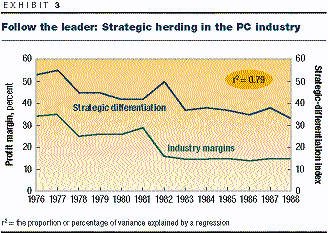 EXHIBIT 3
Follow the leader: Strategic herding in the PC industry
60
50
40
30
20
10
0
Profit margin, percent
r² = 0.79
Strategic differentiation
Industry margins
60
50
40
30
20
10
0
Strategic-differentiation index
1976 1977 1978 1979 1980 1981 1982 1983 1984 1985 1986 1987 1988
r² = the proportion or percentage of variance explained by a regression